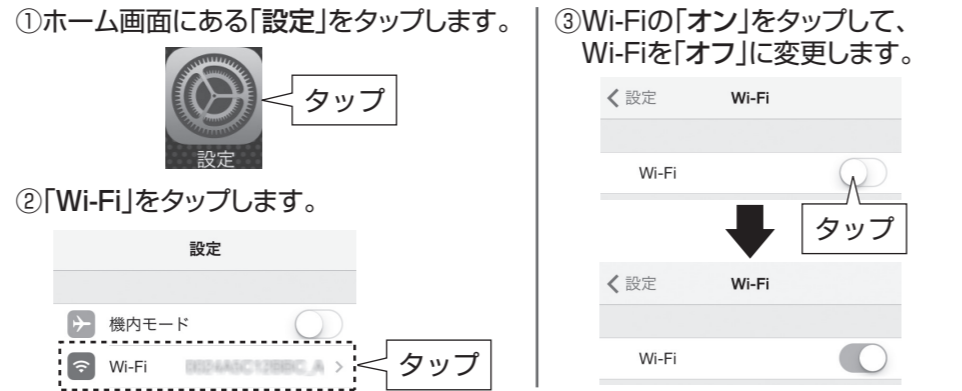 ①ホーム画面にある「設定」をタップします。
タップ
設定
②「Wi-Fi」をタップします。
設定
機内モード
Wi-Fi
タップ
③Wi-Fiの「オン」をタップして、
Wi-Fiを「オフ」に変更します。
設定 Wi-Fi
Wi-Fi
タップ
設定 Wi-Fi
Wi-Fi